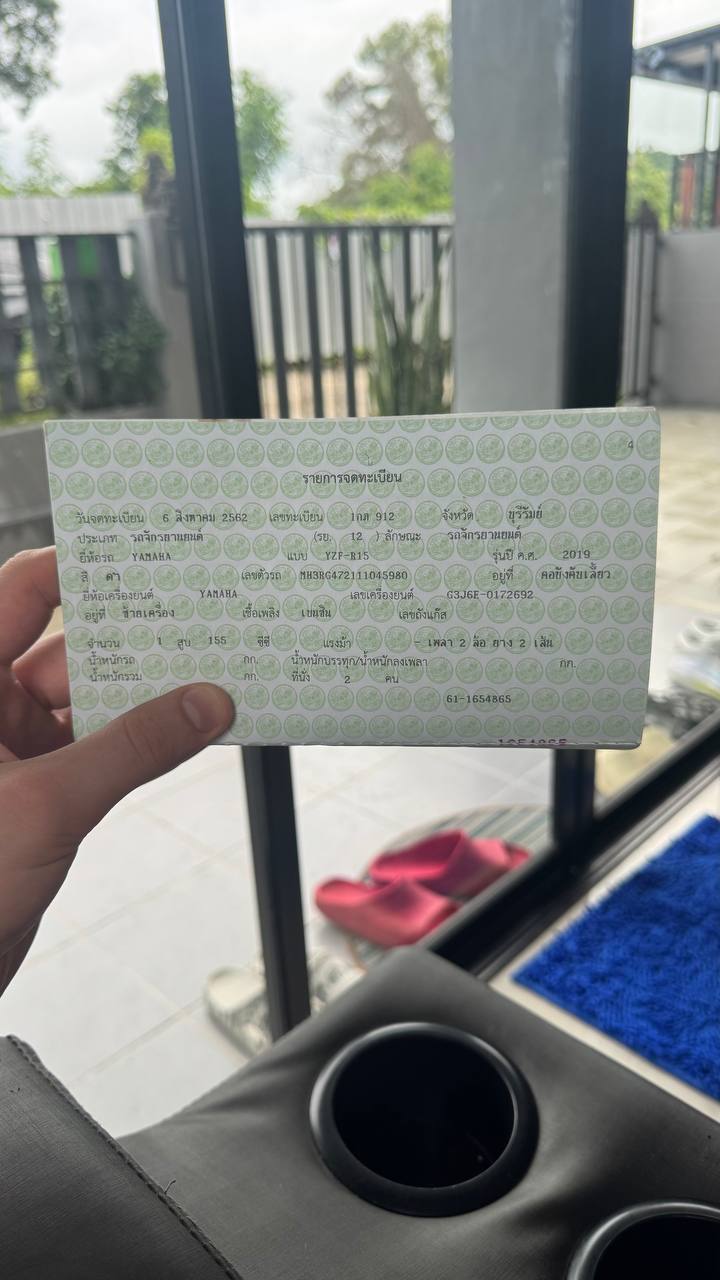 4
รายการจดทะเบียน
วันจดทะเบียน 6 สิงหาคม 2562 เลขทะเบียน 1กภ 912 จังหวัด บุรีรัมย์
ประเภท รถจักรยานยนต์ (รย. 12 ) ลักษณะ รถจักรยานยนต์
ยี่ห้อรถ YAMAHA แบบ YZF-R15 รุ่นปี ค.ศ. 2019
สี ดำ เลขตัวรถ MH3RG472111045980 อยู่ที่ คอบังคับเลี้ยว
ยี่ห้อเครื่องยนต์ YAMAHA เลขเครื่องยนต์ G3J6E-0172692
อยู่ที่ ซ้ายเครื่อง เชื้อเพลิง เบนซิน เลขถังแก๊ส
จำนวน 1 สูบ 155 ซีซี แรงม้า - เพลา 2 ล้อ ยาง 2 เส้น
น้ำหนักรถ กก. น้ำหนักบรรทุก/น้ำหนักลงเพลา กก.
น้ำหนักรวม กก. ที่นั่ง 2 คน
61-1654865